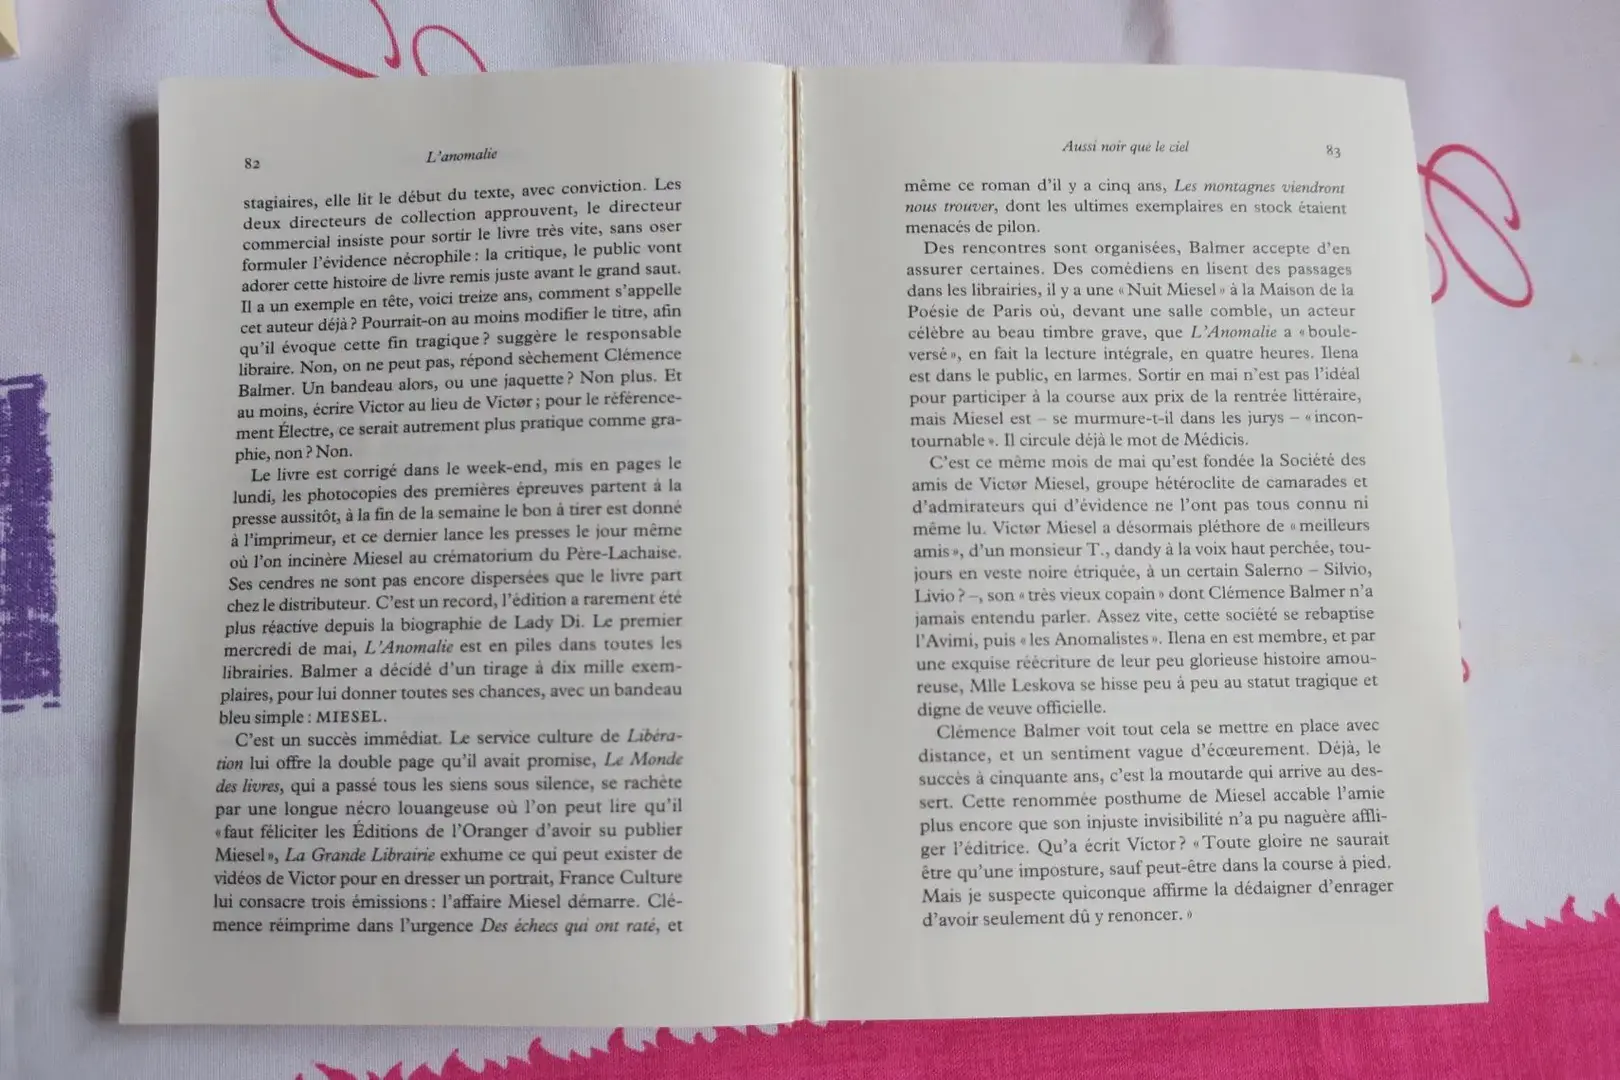 82
L'anomalie
stagiaires, elle lit le début du texte, avec conviction. Les
deux directeurs de collection approuvent, le directeur
commercial insiste pour sortir le livre très vite, sans oser
formuler l'évidence nécrophile : la critique, le public vont
adorer cette histoire de livre remis juste avant le grand saut.
Il a un exemple en tête, voici treize ans, comment s'appelle
cet auteur déjà ? Pourrait-on au moins modifier le titre, afin
qu'il évoque cette fin tragique ? suggère le responsable
libraire. Non, on ne peut pas, répond sèchement Clémence
Balmer. Un bandeau alors, ou une jaquette ? Non plus. Et
au moins, écrire Victor au lieu de Victør ; pour le référence-
ment Électre, ce serait autrement plus pratique comme gra-
phie, non ? Non.
Le livre est corrigé dans le week-end, mis en pages le
lundi, les photocopies des premières épreuves partent à la
presse aussitôt, à la fin de la semaine le bon à tirer est donné
à l'imprimeur, et ce dernier lance les presses le jour même
où l'on incinère Miesel au crématorium du Père-Lachaise.
Ses cendres ne sont pas encore dispersées que le livre part
chez le distributeur. C'est un record, l'édition a rarement été
plus réactive depuis la biographie de Lady Di. Le premier
mercredi de mai, L'Anomalie est en piles dans toutes les
librairies. Balmer a décidé d'un tirage à dix mille exem-
plaires, pour lui donner toutes ses chances, avec un bandeau
bleu simple : MIESEL.
C'est un succès immédiat. Le service culture de Libéra-
tion lui offre la double page qu'il avait promise, Le Monde
des livres, qui a passé tous les siens sous silence, se rachète
par une longue nécro louangeuse où l'on peut lire qu'il
« faut féliciter les Éditions de l'Oranger d'avoir su publier
Miesel », La Grande Librairie exhume ce qui peut exister de
vidéos de Victor pour en dresser un portrait, France Culture
lui consacre trois émissions : l'affaire Miesel démarre. Clé-
mence réimprime dans l'urgence Des échecs qui ont raté, et
Aussi noir que le ciel
83
même ce roman d'il y a cinq ans, Les montagnes viendront
nous trouver, dont les ultimes exemplaires en stock étaient
menacés de pilon.
Des rencontres sont organisées, Balmer accepte d'en
assurer certaines. Des comédiens en lisent des passages
dans les librairies, il y a une « Nuit Miesel » à la Maison de la
Poésie de Paris où, devant une salle comble, un acteur
célèbre au beau timbre grave, que L'Anomalie a « boule-
versé », en fait la lecture intégrale, en quatre heures. Ilena
est dans le public, en larmes. Sortir en mai n'est pas l'idéal
pour participer à la course aux prix de la rentrée littéraire,
mais Miesel est – se murmure-t-il dans les jurys – « incon-
tournable ». Il circule déjà le mot de Médicis.
C'est ce même mois de mai qu'est fondée la Société des
amis de Victør Miesel, groupe hétéroclite de camarades et
d'admirateurs qui d'évidence ne l'ont pas tous connu ni
même lu. Victør Miesel a désormais pléthore de « meilleurs
amis », d'un monsieur T., dandy à la voix haut perchée, tou-
jours en veste noire étriquée, à un certain Salerno – Silvio,
Livio ? –, son « très vieux copain » dont Clémence Balmer n'a
jamais entendu parler. Assez vite, cette société se rebaptise
l'Avimi, puis « les Anomalistes ». Ilena en est membre, et par
une exquise réécriture de leur peu glorieuse histoire amou-
reuse, Mlle Leskova se hisse peu à peu au statut tragique et
digne de veuve officielle.
Clémence Balmer voit tout cela se mettre en place avec
distance, et un sentiment vague d'écœurement. Déjà, le
succès à cinquante ans, c'est la moutarde qui arrive au des-
sert. Cette renommée posthume de Miesel accable l'amie
plus encore que son injuste invisibilité n'a pu naguère affli-
ger l'éditrice. Qu'a écrit Victor ? « Toute gloire ne saurait
être qu'une imposture, sauf peut-être dans la course à pied.
Mais je suspecte quiconque affirme la dédaigner d'enrager
d'avoir seulement dû y renoncer. »